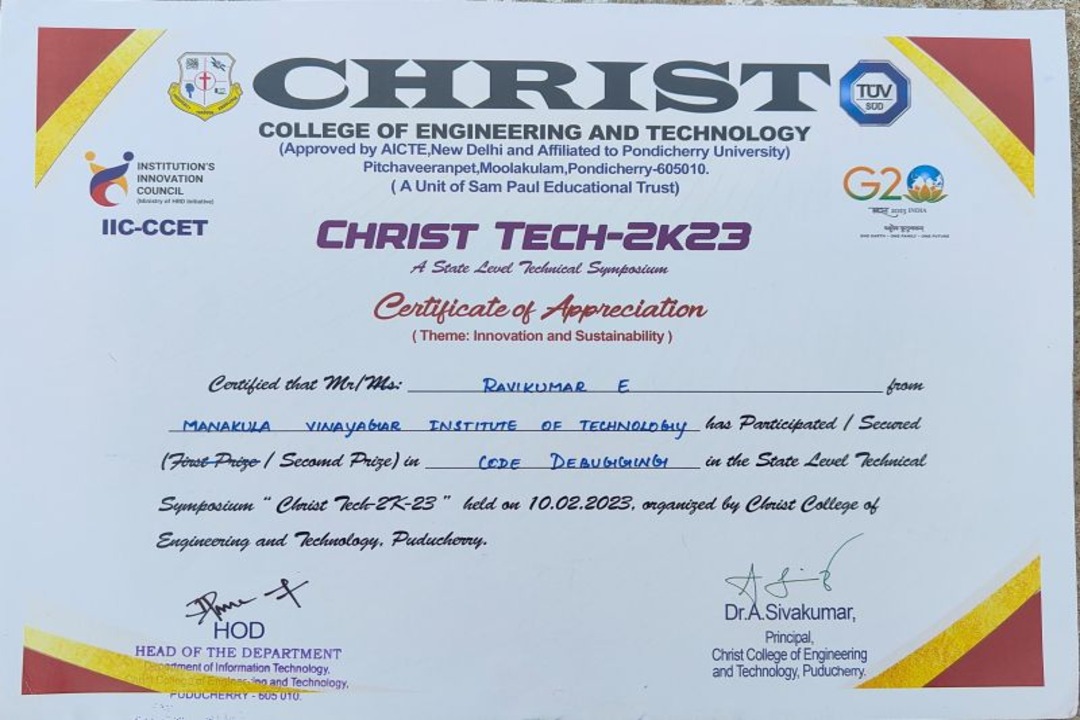 CHRIST
TÜV
SÜD
COLLEGE OF ENGINEERING AND TECHNOLOGY
(Approved by AICTE,New Delhi and Affiliated to Pondicherry University)
Pitchaveeranpet,Moolakulam,Pondicherry-605010.
( A Unit of Sam Paul Educational Trust)
INSTITUTION'S
INNOVATION
COUNCIL
(Ministry of HRD Initiative)
IIC-CCET
G20
भारत 2023 INDIA
वसुधैव कुटुम्बकम्
ONE EARTH • ONE FAMILY • ONE FUTURE
CHRIST TECH-2K23
A State Level Technical Symposium
Certificate of Appreciation
( Theme: Innovation and Sustainability )
Certified that Mr/Ms: RAVIKUMAR E from
MANAKULA VINAYAGAR INSTITUTE OF TECHNOLOGY has Participated / Secured
(First Prize / Second Prize) in CODE DEBUGGING in the State Level Technical
Symposium " Christ Tech-2K-23 " held on 10.02.2023, organized by Christ College of
Engineering and Technology, Puducherry.
HOD
HEAD OF THE DEPARTMENT
Department of Information Technology,
Christ College of Engineering and Technology,
PUDUCHERRY - 605 010.
Dr.A.Sivakumar,
Principal,
Christ College of Engineering
and Technology, Puducherry.